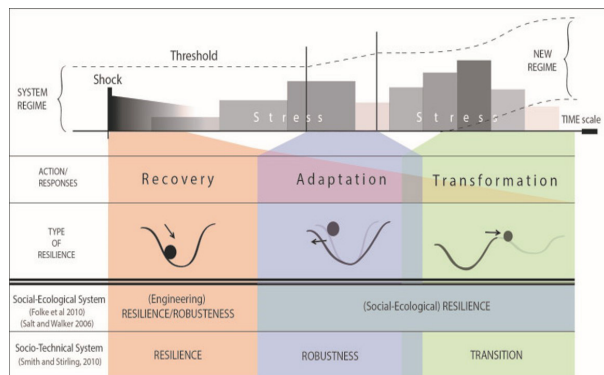 Threshold
NEW
REGIME
SYSTEM
REGIME
Shock
Stress
Stress
TIME scale
ACTION/
RESPONSES
Recovery
Adaptation
Transformation
TYPE
OF
RESILIENCE
Social-Ecological System
(Folke et al 2010)
(Salt and Walker 2006)
(Engineering)
RESILIENCE/ROBUSTENESS
(Social-Ecological) RESILIENCE
Socio-Technical System
(Smith and Stirling, 2010)
RESILIENCE
ROBUSTNESS
TRANSITION